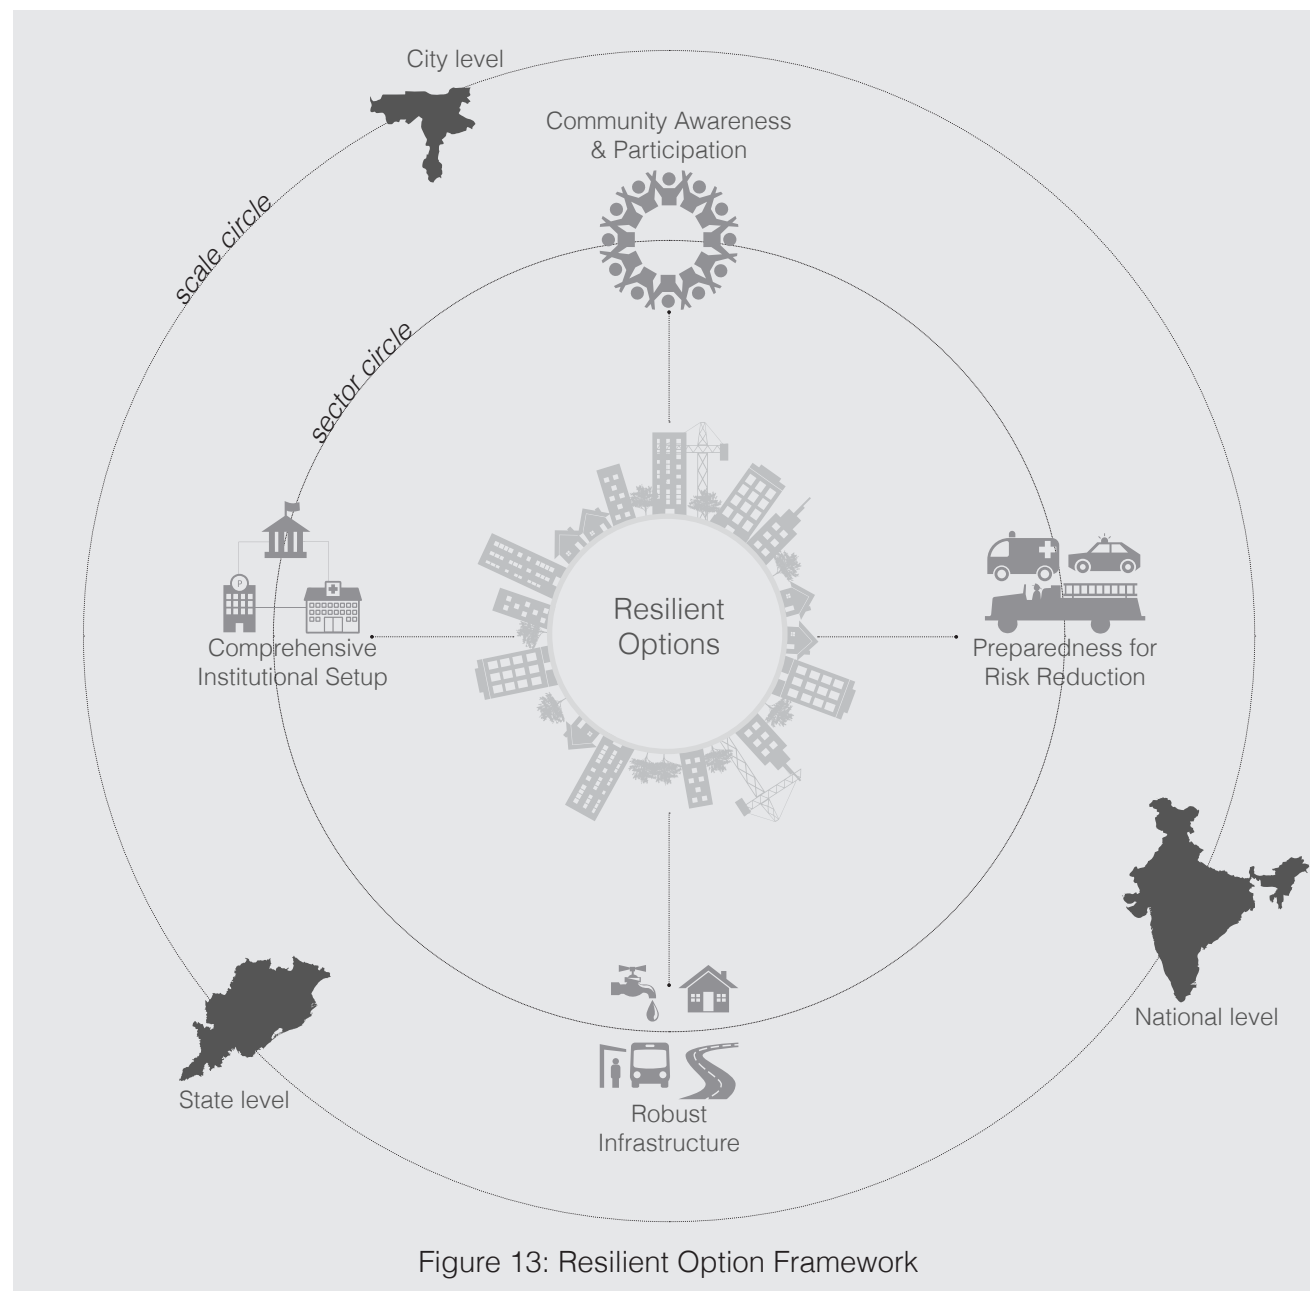 City level
Community Awareness
& Participation
scale circle
sector circle
Resilient
Options
P
Comprehensive
Institutional Setup
Preparedness for
Risk Reduction
National level
State level
Robust
Infrastructure
Figure 13: Resilient Option Framework